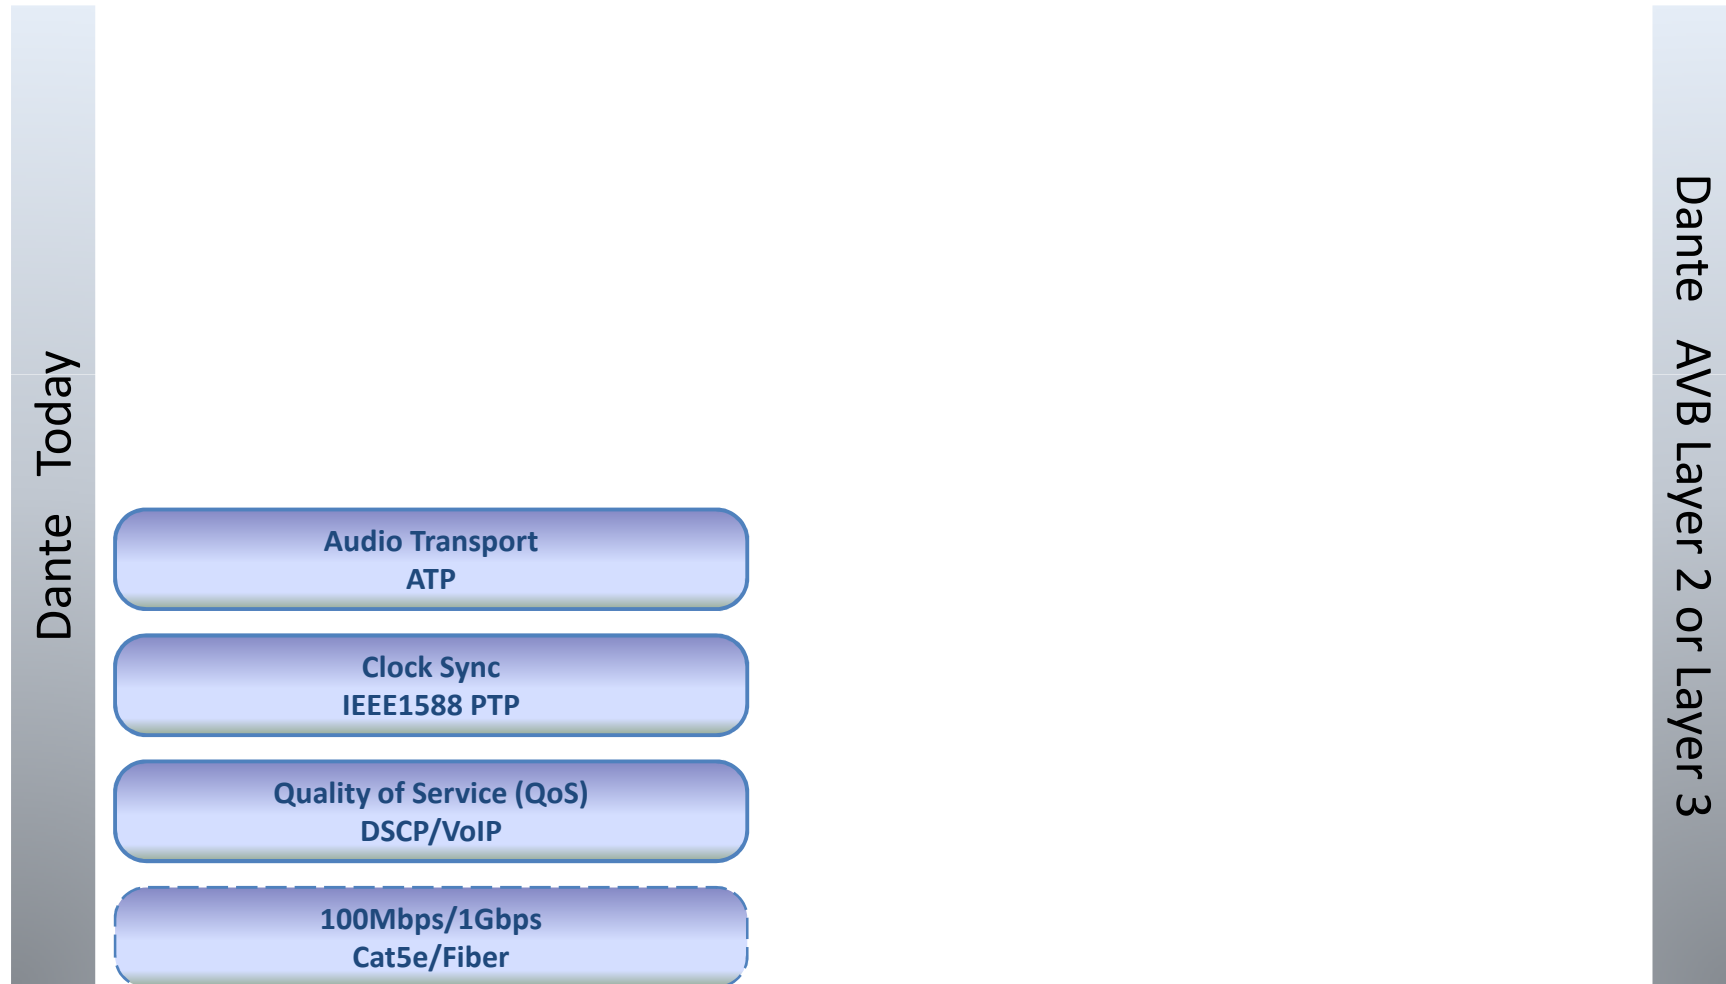 Dante Today
Audio Transport
ATP
Clock Sync
IEEE1588 PTP
Quality of Service (QoS)
DSCP/VoIP
100Mbps/1Gbps
Cat5e/Fiber
Dante AVB Layer 2 or Layer 3